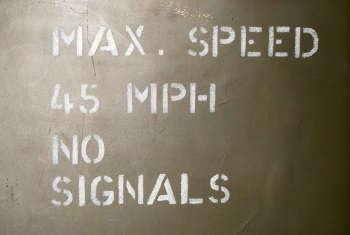 MAX. SPEED
45 MPH
NO
SIGNALS